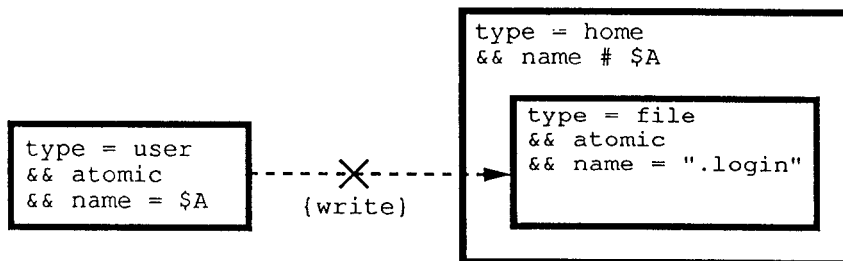 type = home
&& name # $A
type = file
&& atomic
&& name = ".login"
type = user
&& atomic
&& name = $A
{write}